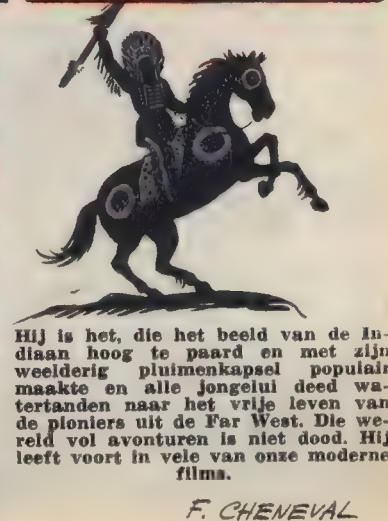 Hij is het, die het beeld van de In-
diaan hoog te paard en met zijn
weelderig pluimenkapsel populair
maakte en alle jongelui deed wa-
tertanden naar het vrije leven van
de pioniers uit de Far West. Die we-
reld vol avonturen is niet dood. Hij
leeft voort in vele van onze moderne
films.
F. CHENEVAL